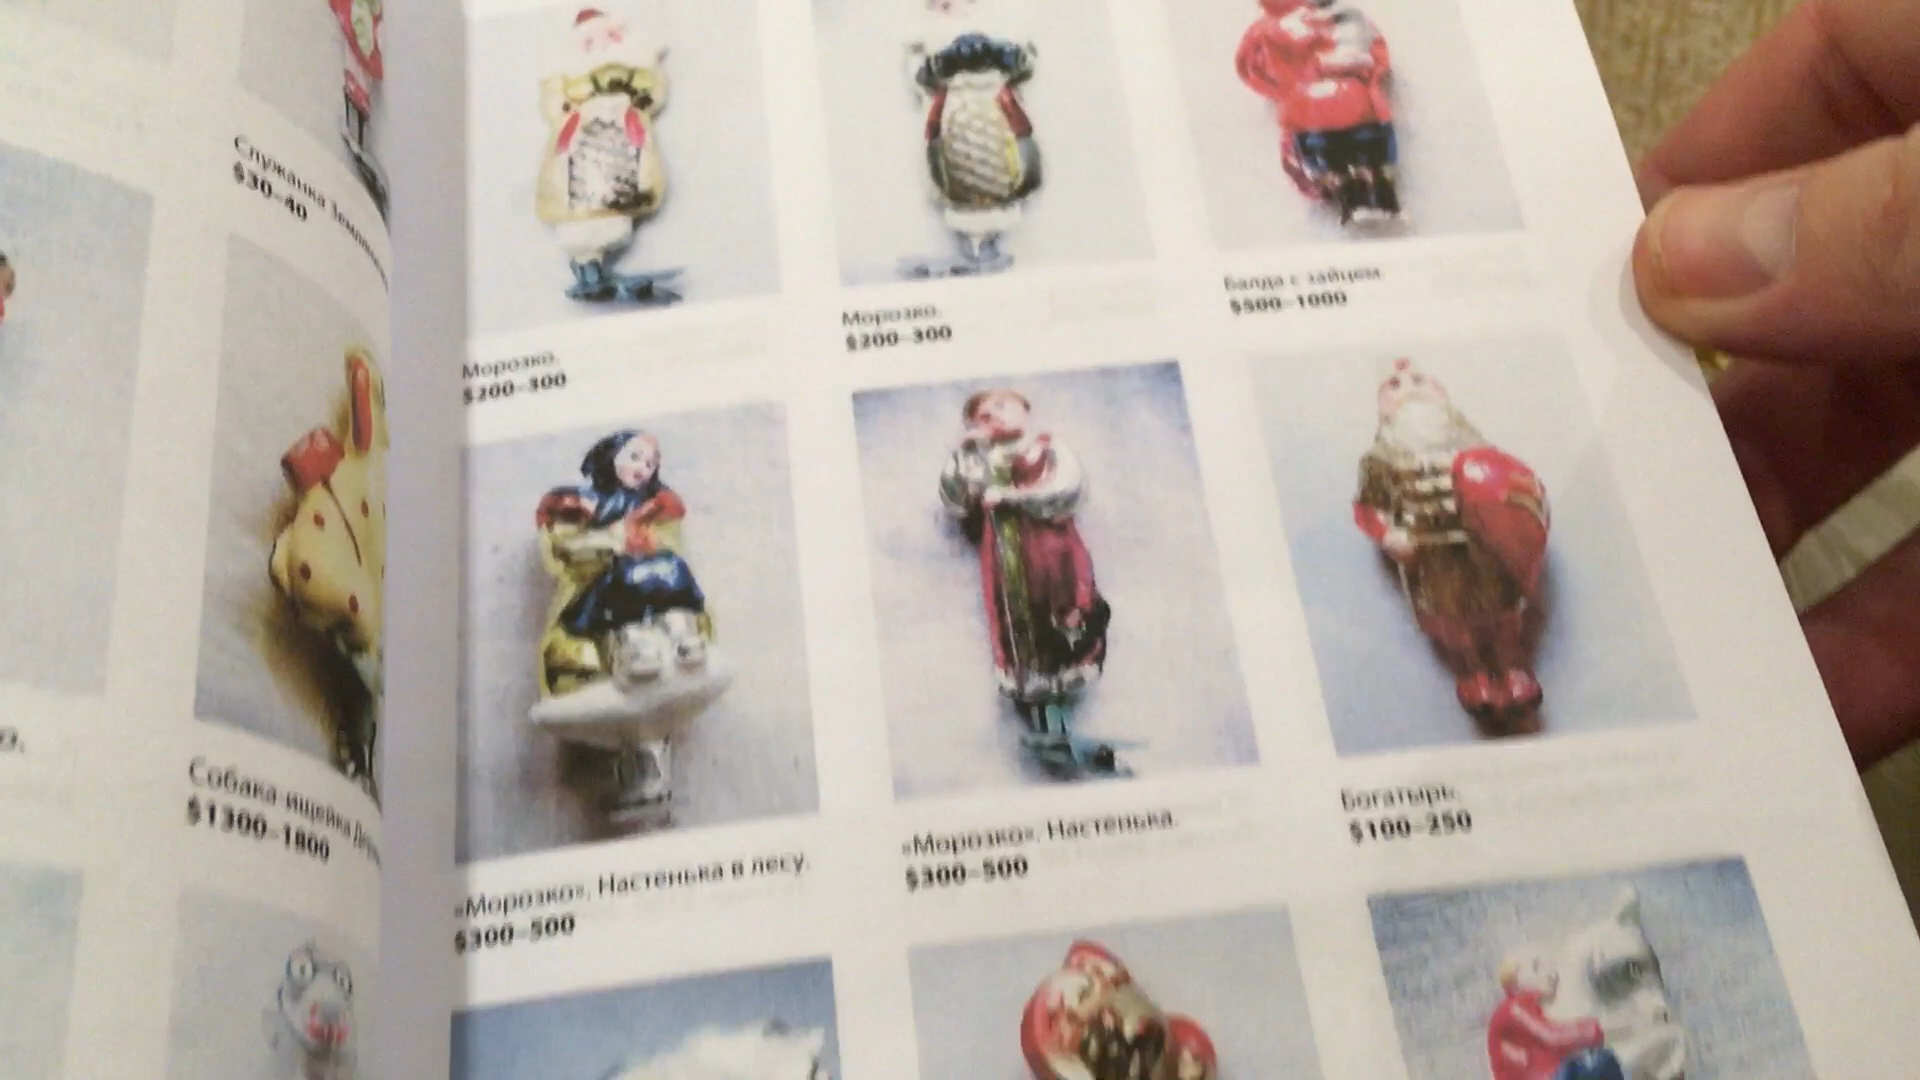 Служанка Земляники
$30–40
Собака-ищейка
$1300–1800
Морозко.
$200–300
Морозко.
$200–300
Балда с зайцем.
$500–1000
«Морозко», Настенька в лесу.
$300–500
«Морозко», Настенька.
$300–500
Богатырь.
$100–250